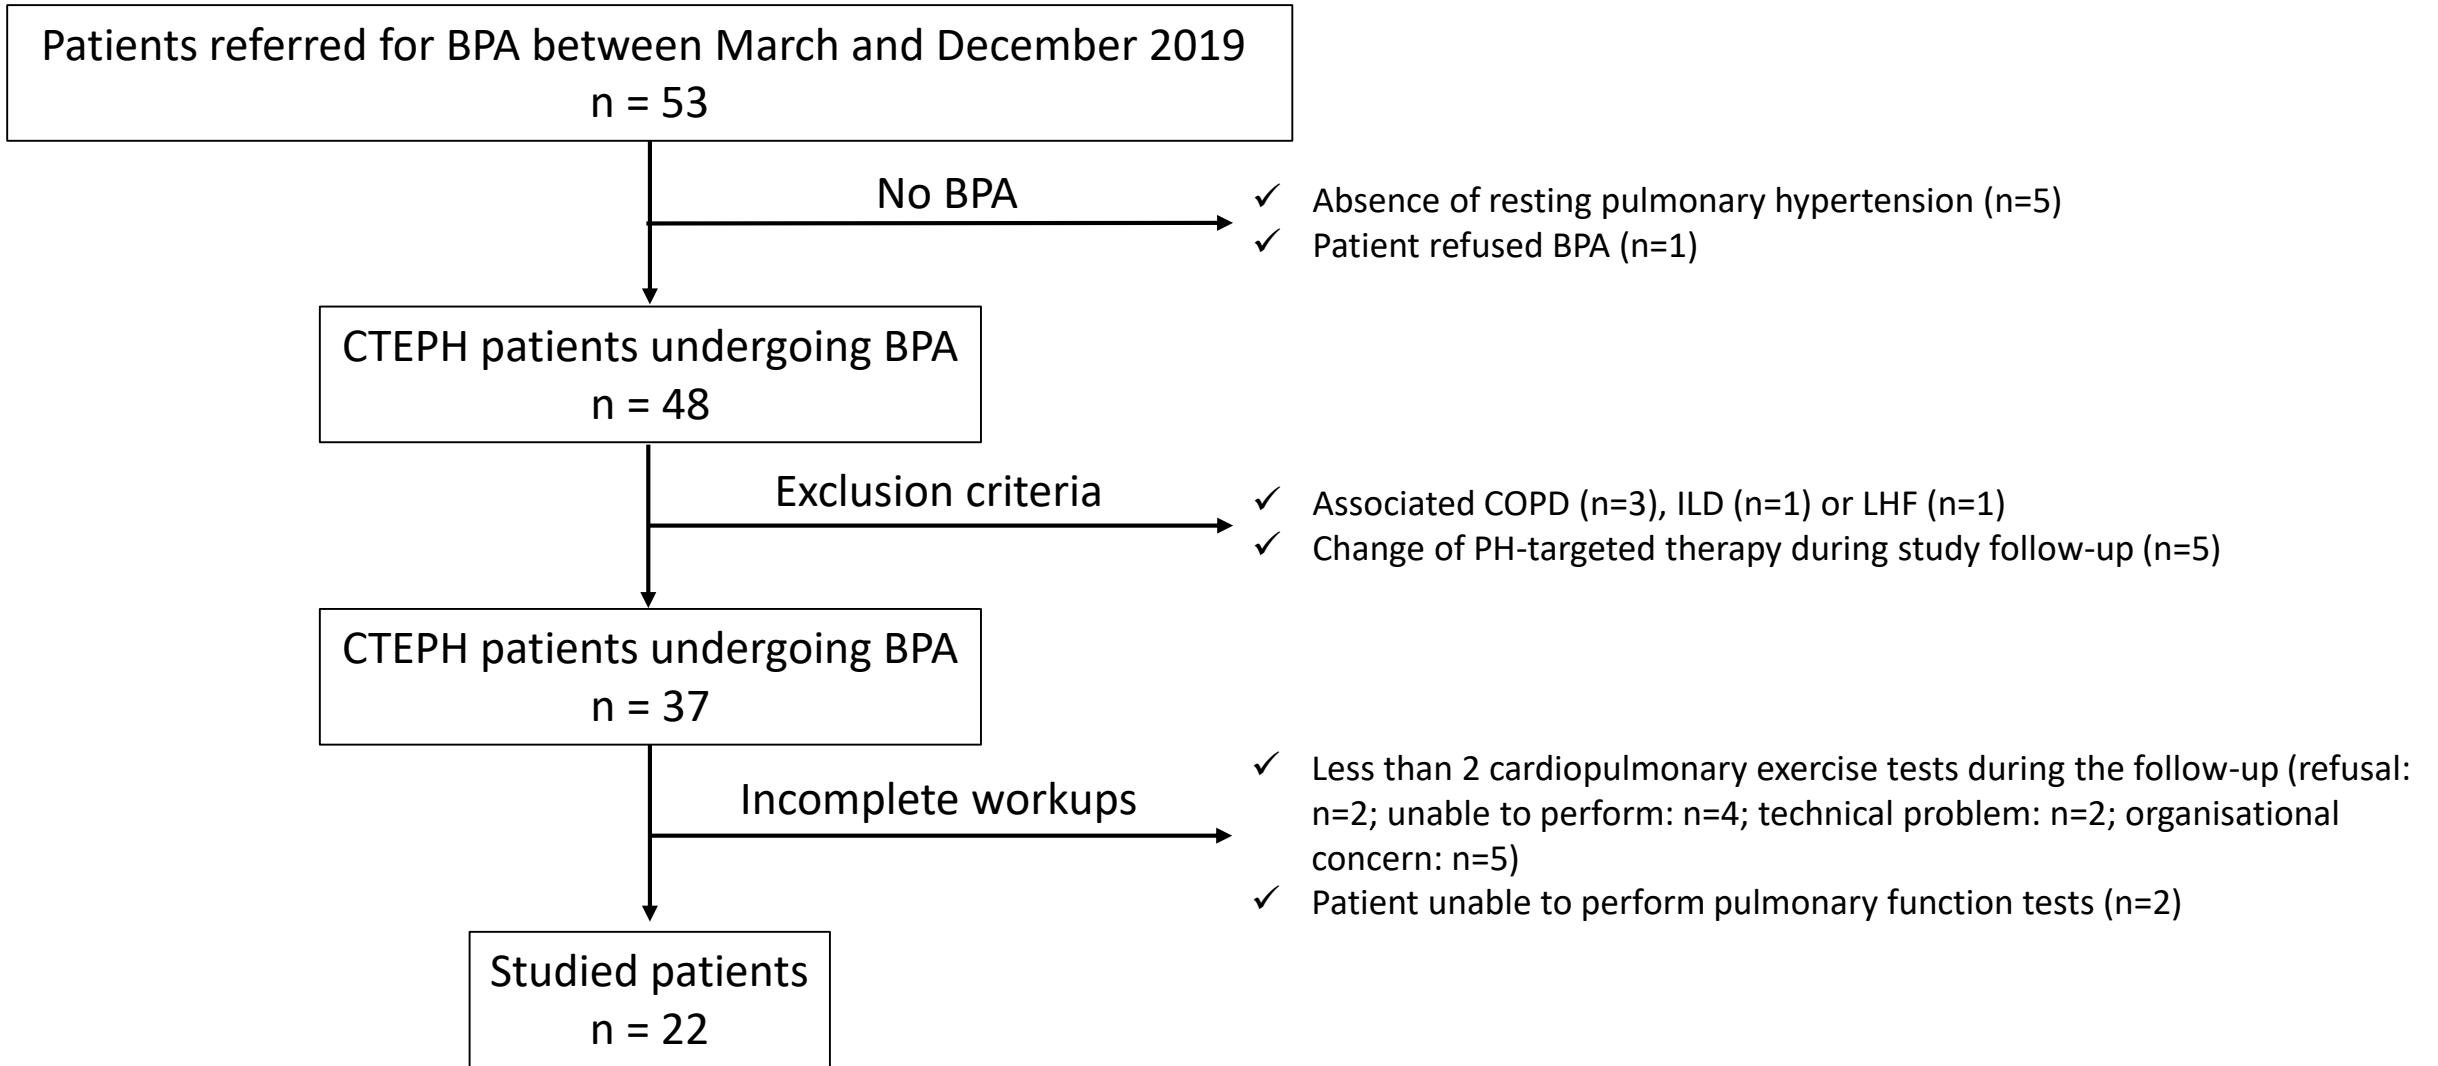 Patients referred for BPA between March and December 2019
n = 53
No BPA
✓ Absence of resting pulmonary hypertension (n=5)
✓ Patient refused BPA (n=1)
CTEPH patients undergoing BPA
n = 48
Exclusion criteria
✓ Associated COPD (n=3), ILD (n=1) or LHF (n=1)
✓ Change of PH-targeted therapy during study follow-up (n=5)
CTEPH patients undergoing BPA
n = 37
Incomplete workups
✓ Less than 2 cardiopulmonary exercise tests during the follow-up (refusal:
n=2; unable to perform: n=4; technical problem: n=2; organisational
concern: n=5)
✓ Patient unable to perform pulmonary function tests (n=2)
Studied patients
n = 22